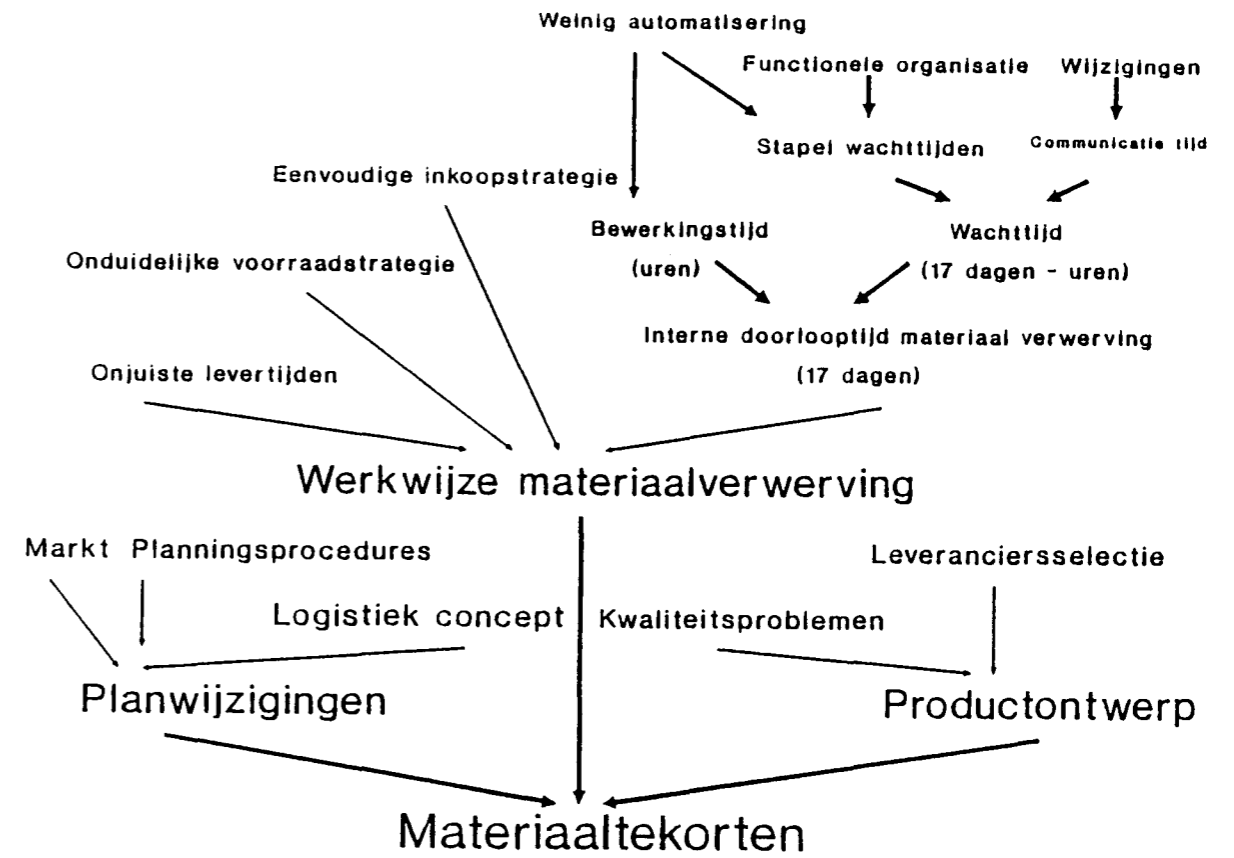 Weinig automatisering
Functionele organisatie Wijzigingen
Stapel wachttijden Communicatie tijd
Eenvoudige inkoopstrategie
Bewerkingstijd Wachttijd
Onduidelijke voorraadstrategie (uren) (17 dagen - uren)
Interne doorlooptijd materiaal verwerving
Onjuiste levertijden (17 dagen)
Werkwijze materiaalverwerving
Markt Planningsprocedures Leveranciersselectie
Logistiek concept Kwaliteitsproblemen
Planwijzigingen Productontwerp
Materiaaltekorten